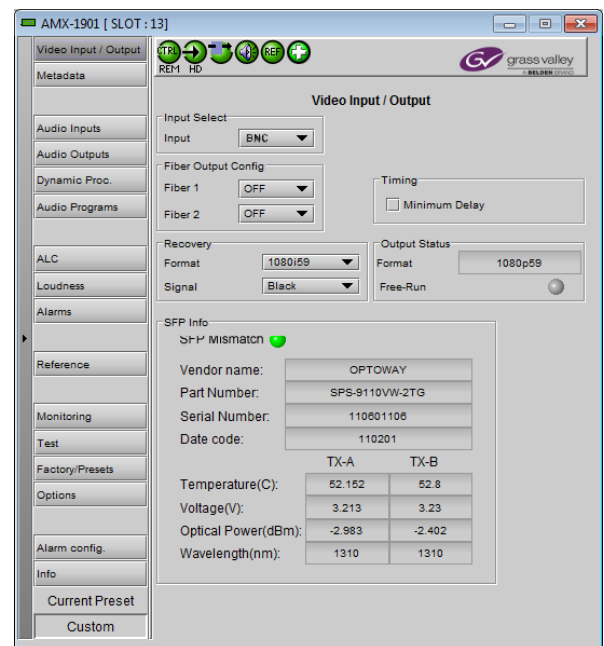 AMX-1901 [ SLOT : 13]
Video Input / Output
Metadata
Audio Inputs
Audio Outputs
Dynamic Proc.
Audio Programs
ALC
Loudness
Alarms
Reference
Monitoring
Test
Factory/Presets
Options
Alarm config.
Info
Current Preset
Custom
CTRL
REF
REM HD
GV grassvalley
A BELDEN BRAND
Video Input / Output
Input Select
Input BNC
Fiber Output Config
Fiber 1 OFF
Fiber 2 OFF
Timing
Minimum Delay
Recovery
Format 1080i59
Signal Black
Output Status
Format 1080p59
Free-Run
SFP Info
SFP Mismatch
Vendor name: OPTOWAY
Part Number: SPS-9110VW-2TG
Serial Number: 110601106
Date code: 110201
TX-A TX-B
Temperature(C): 52.152 52.8
Voltage(V): 3.213 3.23
Optical Power(dBm): -2.983 -2.402
Wavelength(nm): 1310 1310